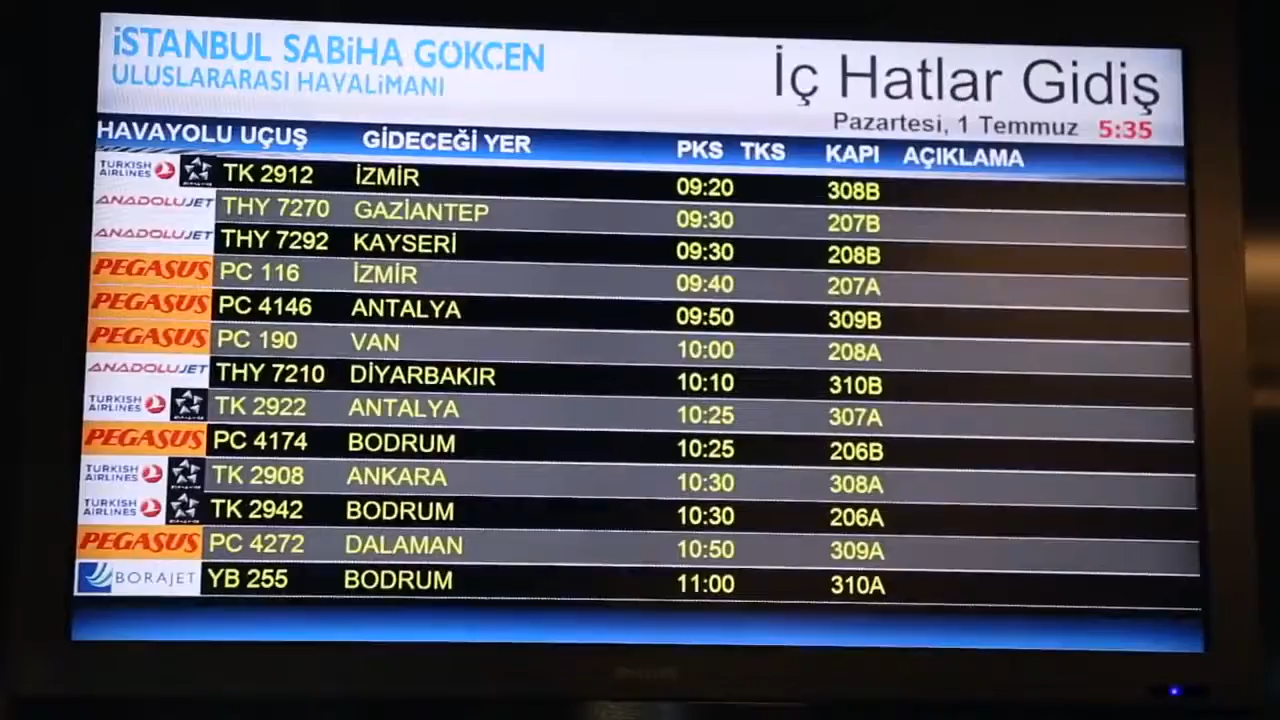 İSTANBUL SABİHA GÖKÇEN
ULUSLARARASI HAVALİMANI
İç Hatlar Gidiş
Pazartesi, 1 Temmuz 5:35
HAVAYOLU UÇUŞ GİDECEĞİ YER PKS TKS KAPI AÇIKLAMA
TURKISH AIRLINES TK 2912 İZMİR 09:20 308B
ANADOLUJET THY 7270 GAZİANTEP 09:30 207B
ANADOLUJET THY 7292 KAYSERİ 09:30 208B
PEGASUS PC 116 İZMİR 09:40 207A
PEGASUS PC 4146 ANTALYA 09:50 309B
PEGASUS PC 190 VAN 10:00 208A
ANADOLUJET THY 7210 DİYARBAKIR 10:10 310B
TURKISH AIRLINES TK 2922 ANTALYA 10:25 307A
PEGASUS PC 4174 BODRUM 10:25 206B
TURKISH AIRLINES TK 2908 ANKARA 10:30 308A
TURKISH AIRLINES TK 2942 BODRUM 10:30 206A
PEGASUS PC 4272 DALAMAN 10:50 309A
BORAJET YB 255 BODRUM 11:00 310A